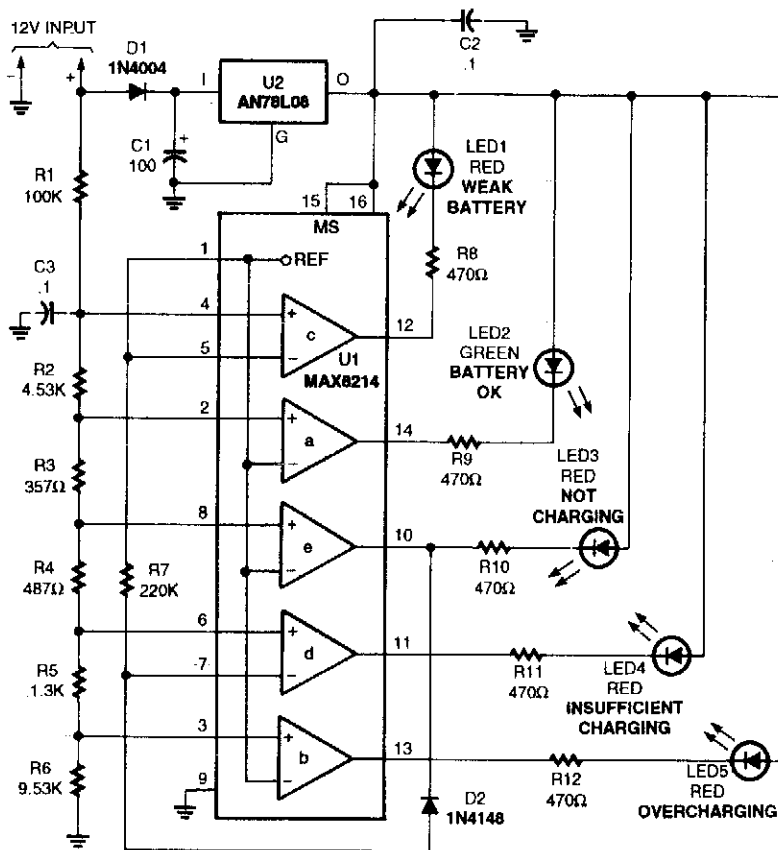 12V INPUT
-
+
D1
1N4004
I
U2
AN78L08
O
G
C1
100
+
C2
.1
R1
100K
C3
.1
R2
4.53K
R3
357Ω
R4
487Ω
R5
1.3K
R6
9.53K
R7
220K
15
16
MS
1
REF
4
+
5
−
c
12
U1
MAX8214
2
+
−
a
14
8
+
−
e
10
6
+
7
−
d
11
3
+
−
b
13
9
LED1
RED
WEAK
BATTERY
R8
470Ω
LED2
GREEN
BATTERY
OK
R9
470Ω
LED3
RED
NOT
CHARGING
R10
470Ω
LED4
RED
INSUFFICIENT
CHARGING
R11
470Ω
LED5
RED
OVERCHARGING
R12
470Ω
D2
1N4148